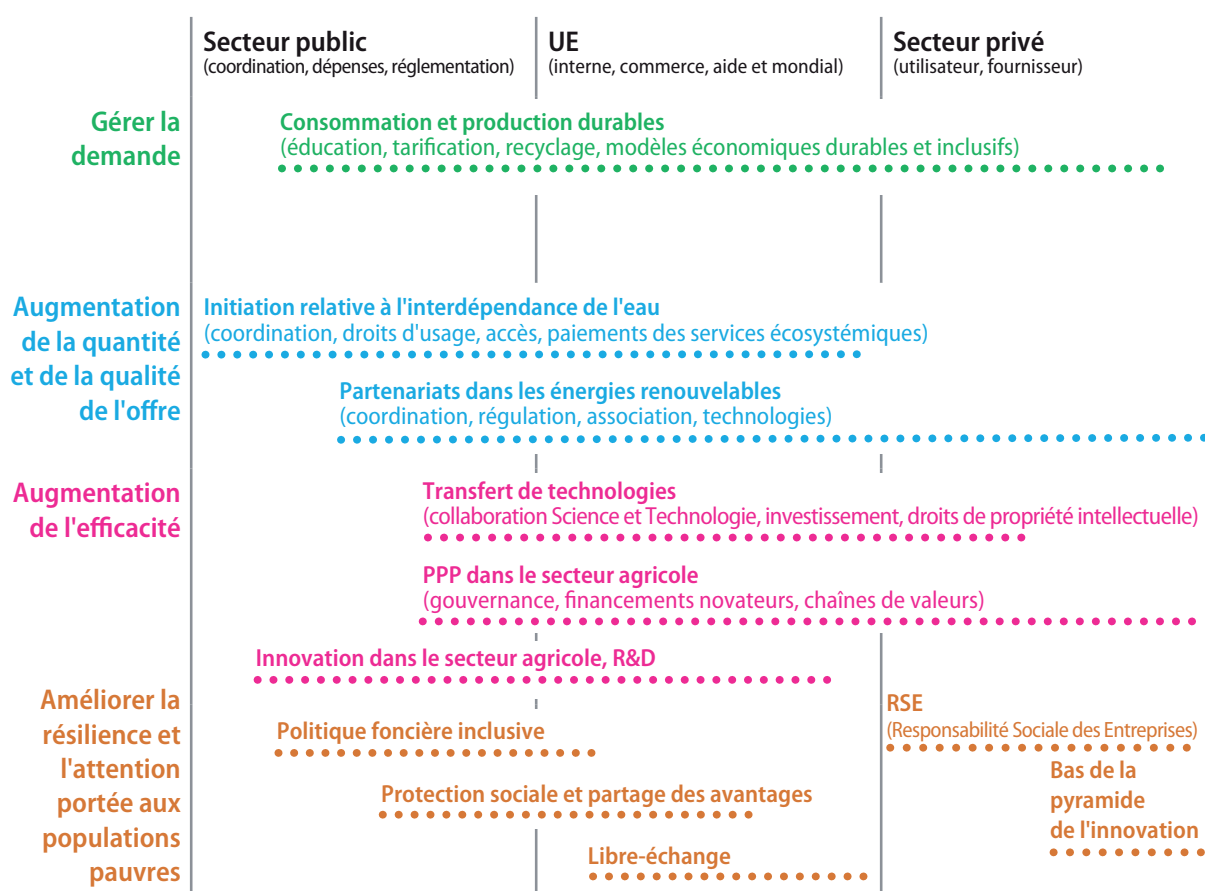 Secteur public
(coordination, dépenses, réglementation)
UE
(interne, commerce, aide et mondial)
Secteur privé
(utilisateur, fournisseur)
Gérer la
demande
Consommation et production durables
(éducation, tarification, recyclage, modèles économiques durables et inclusifs)
Augmentation
de la quantité
et de la qualité
de l'offre
Initiation relative à l'interdépendance de l'eau
(coordination, droits d'usage, accès, paiements des services écosystémiques)
Partenariats dans les énergies renouvelables
(coordination, régulation, association, technologies)
Augmentation
de l'efficacité
Transfert de technologies
(collaboration Science et Technologie, investissement, droits de propriété intellectuelle)
PPP dans le secteur agricole
(gouvernance, financements novateurs, chaînes de valeurs)
Innovation dans le secteur agricole, R&D
Améliorer la
résilience et
l'attention
portée aux
populations
pauvres
Politique foncière inclusive
RSE
(Responsabilité Sociale des Entreprises)
Protection sociale et partage des avantages
Bas de la
pyramide
de l'innovation
Libre-échange